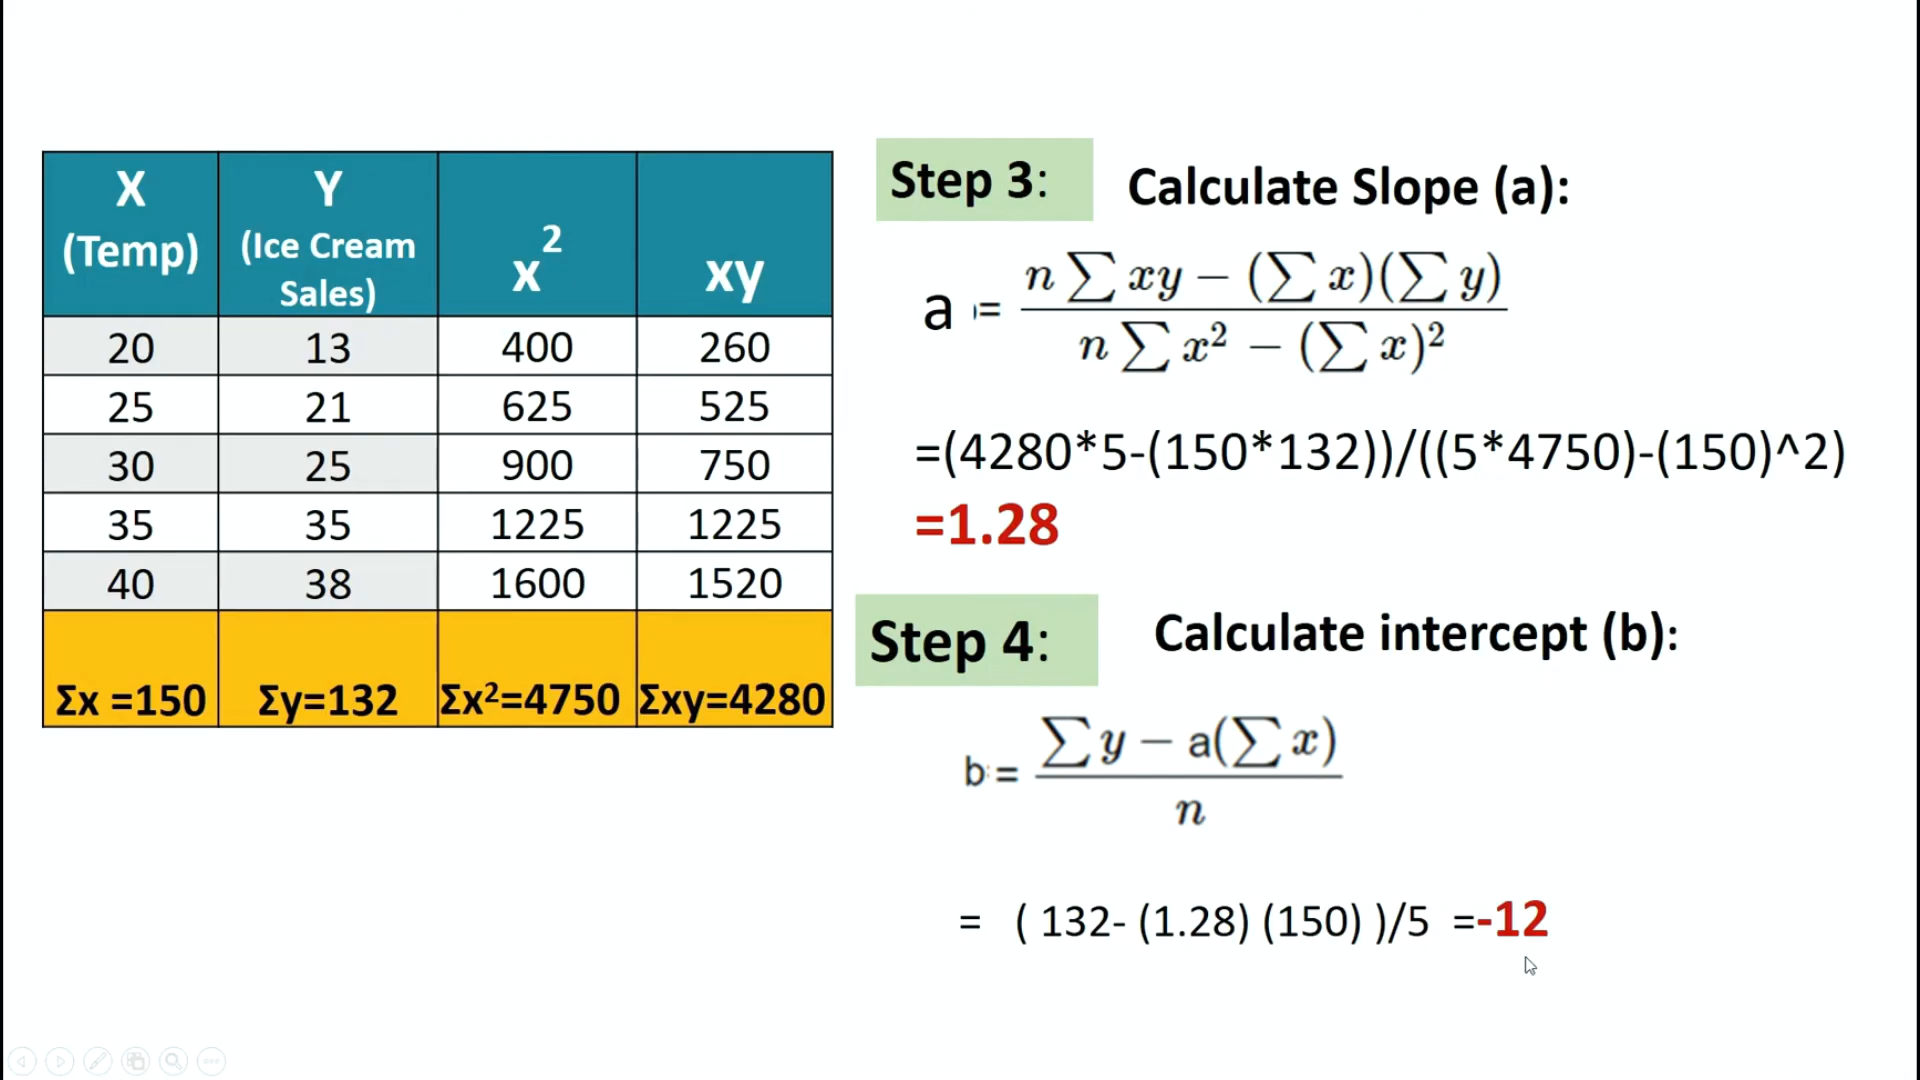 X (Temp) | Y (Ice Cream Sales) | x² | xy
20 | 13 | 400 | 260
25 | 21 | 625 | 525
30 | 25 | 900 | 750
35 | 35 | 1225 | 1225
40 | 38 | 1600 | 1520
Σx =150 | Σy=132 | Σx²=4750 | Σxy=4280
Step 3: Calculate Slope (a):
a = (n ∑ xy − (∑ x)(∑ y)) / (n ∑ x² − (∑ x)²)
=(4280*5-(150*132))/((5*4750)-(150)^2)
=1.28
Step 4: Calculate intercept (b):
b = (∑ y − a(∑ x)) / n
= ( 132- (1.28) (150) )/5 =-12